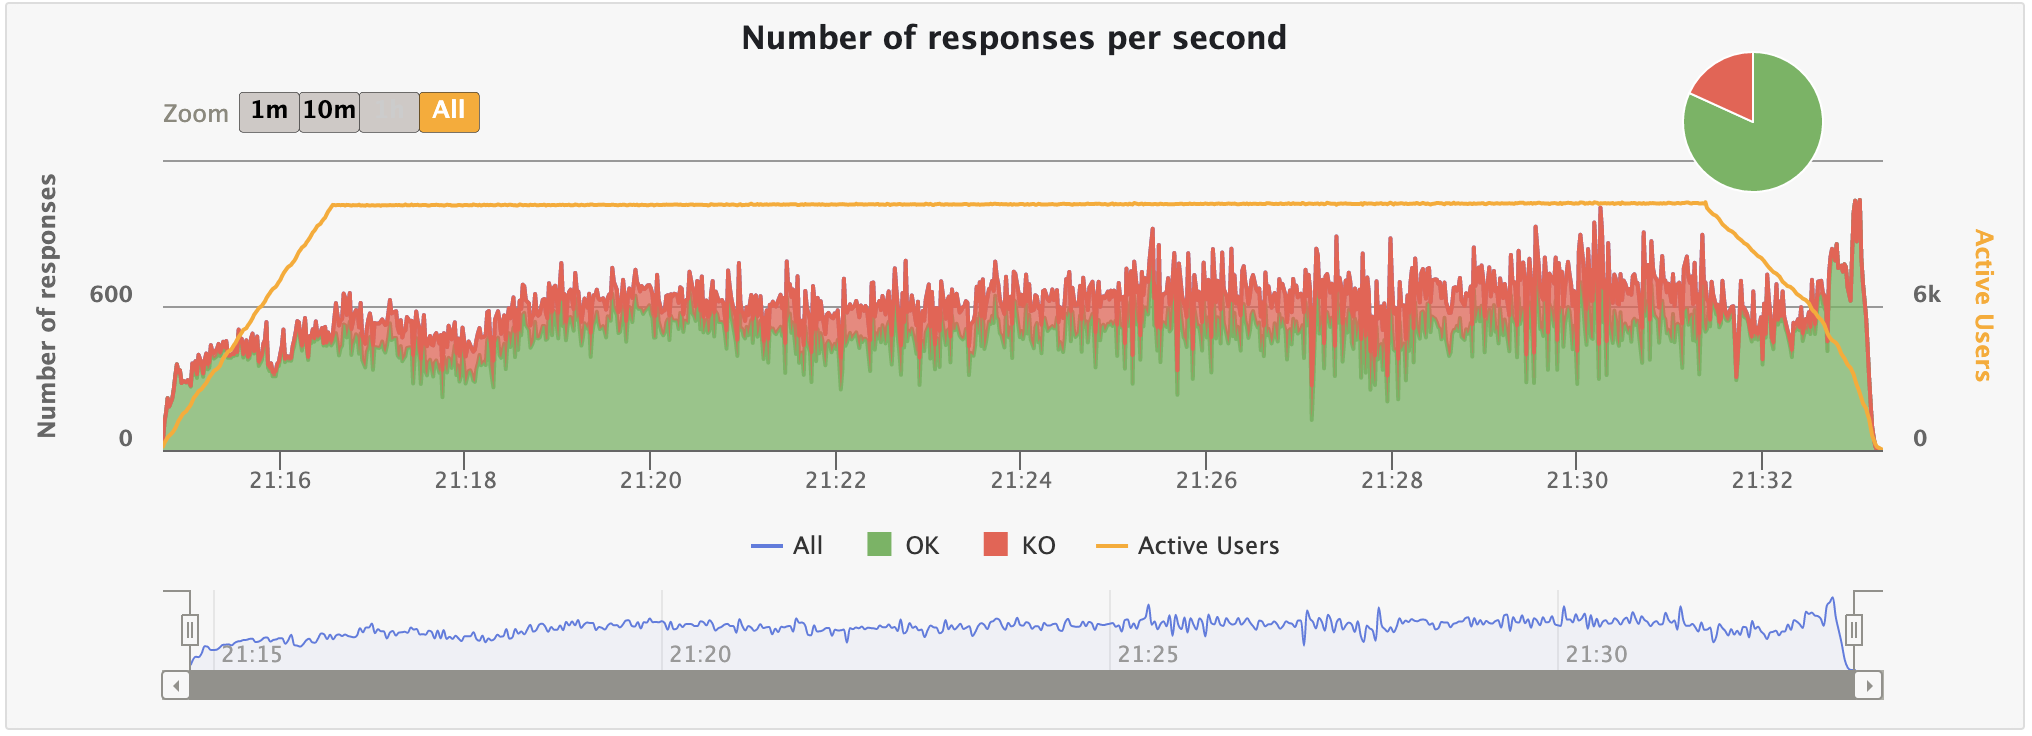 Number of responses per second
Zoom 1m 10m All
Number of responses
600
0
6k
0
Active Users
21:16 21:18 21:20 21:22 21:24 21:26 21:28 21:30 21:32
All OK KO Active Users
21:15 21:20 21:25 21:30